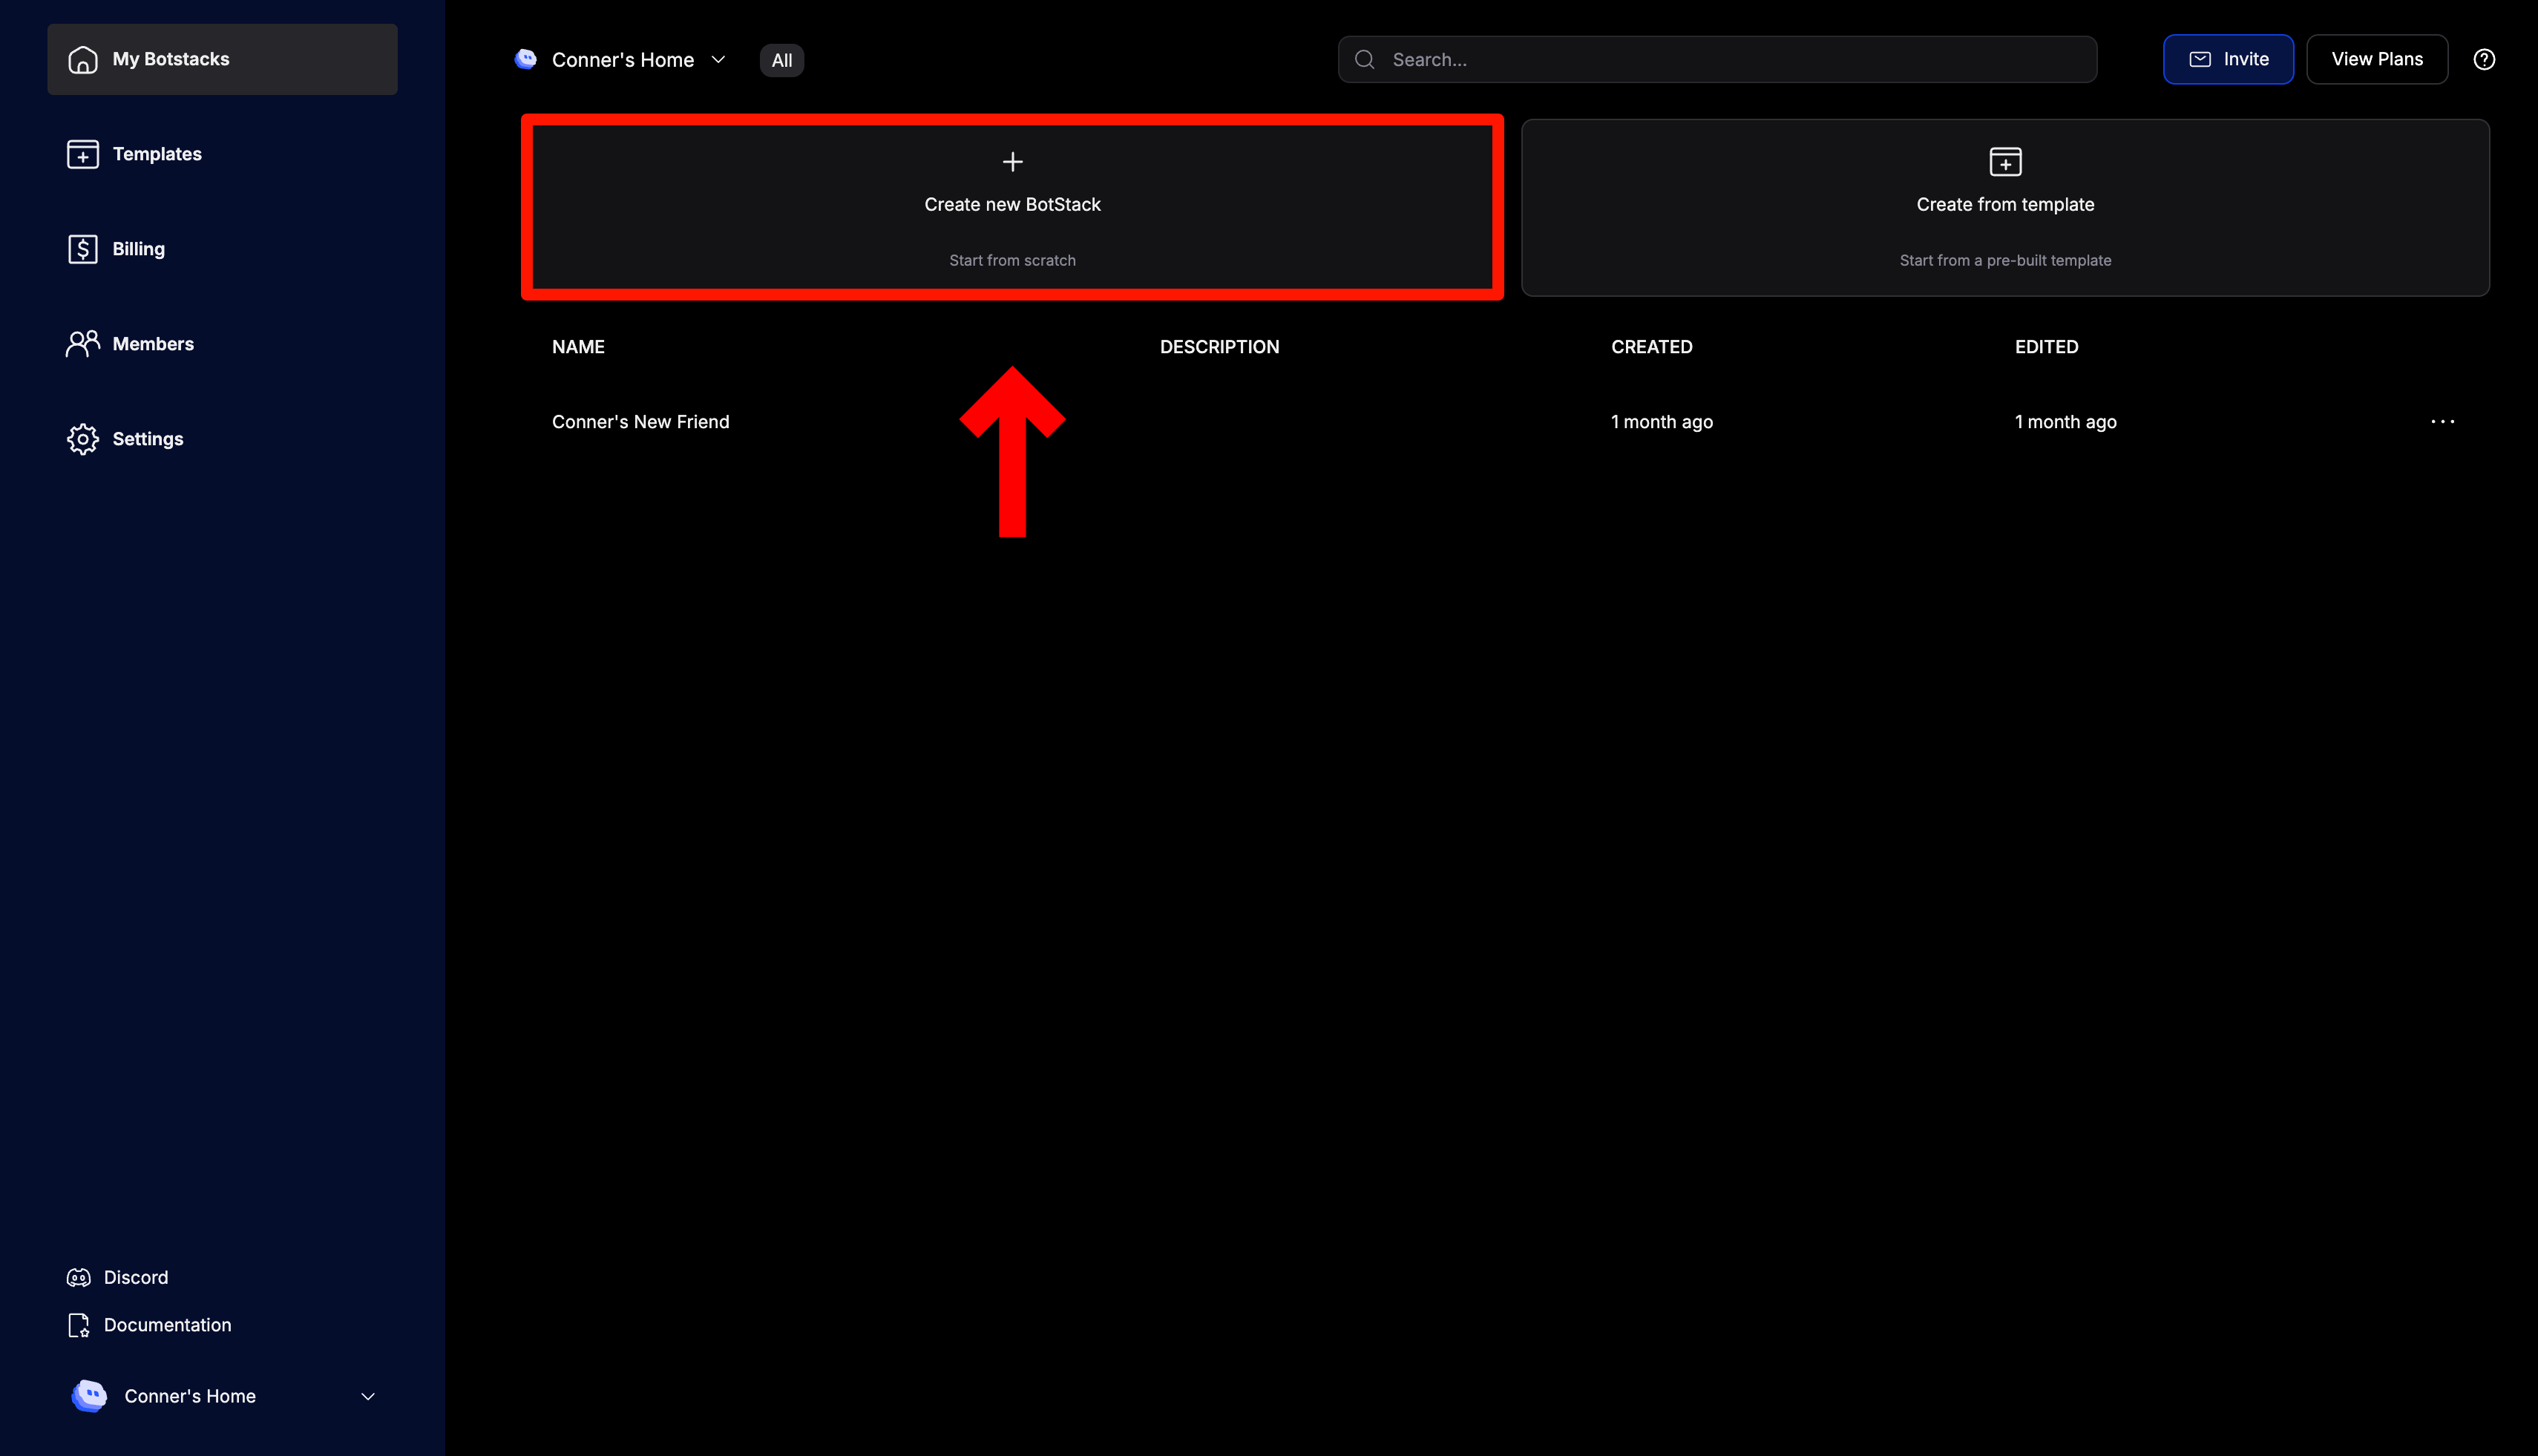 My Botstacks
Templates
Billing
Members
Settings
Discord
Documentation
Conner's Home
Conner's Home All Search... Invite View Plans
Create new BotStack
Start from scratch
Create from template
Start from a pre-built template
NAME DESCRIPTION CREATED EDITED
Conner's New Friend 1 month ago 1 month ago